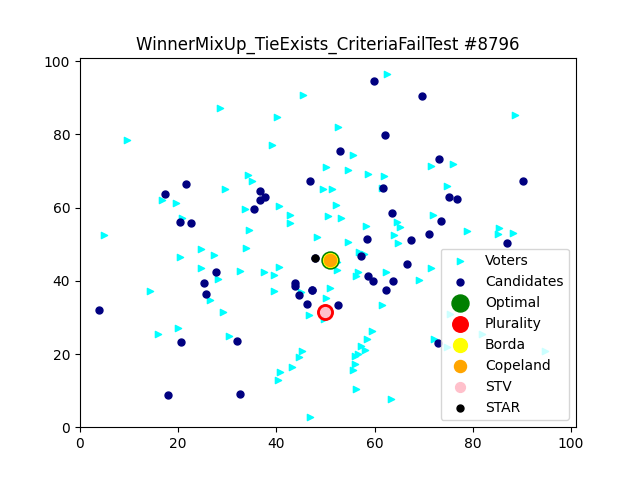 WinnerMixUp_TieExists_CriteriaFailTest #8796
100
80
60
40
20
0
0 20 40 60 80 100
Voters
Candidates
Optimal
Plurality
Borda
Copeland
STV
STAR